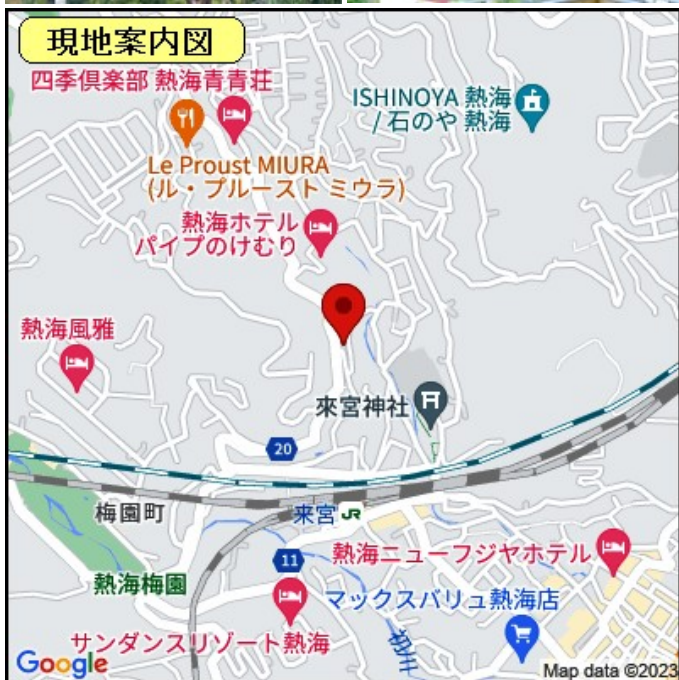 現地案内図
四季倶楽部 熱海青青荘
ISHINOYA 熱海
/ 石のや 熱海
Le Proust MIURA
(ル・プルースト ミウラ)
熱海ホテル
パイプのけむり
熱海風雅
來宮神社
20
梅園町
来宮 JR
11
熱海ニューフジヤホテル
熱海梅園
マックスバリュ熱海店
サンダンスリゾート熱海
初川
Google
Map data ©2023